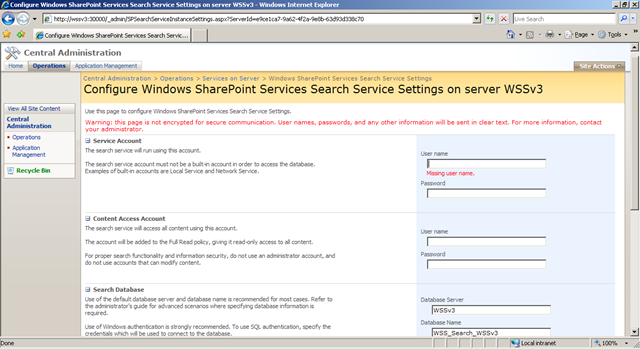 Configure Windows SharePoint Services Search Service Settings on server WSSv3 - Windows Internet Explorer
http://wssv3:30000/_admin/SPSearchServiceInstanceSettings.aspx?ServerId=e9ce1ca7-9a62-4f2a-9e8b-63d93d338c70
Live Search
Configure Windows SharePoint Services Search Servic...
Page
Tools
Central Administration
Home
Operations
Application Management
Site Actions
Central Administration > Operations > Services on Server > Windows SharePoint Services Search Service Settings
Configure Windows SharePoint Services Search Service Settings on server WSSv3
View All Site Content
Central
Administration
Operations
Application
Management
Recycle Bin
Use this page to configure Windows SharePoint Services Search Service Settings.
Warning: this page is not encrypted for secure communication. User names, passwords, and any other information will be sent in clear text. For more information, contact
your administrator.
Service Account
The search service will run using this account.
The search service account must not be a built-in account in order to access the database.
Examples of built-in accounts are Local Service and Network Service.
User name
Missing user name.
Password
Content Access Account
The search service will access all content using this account.
The account will be added to the Full Read policy, giving it read-only access to all content.
For proper search functionality and information security, do not use an administrator account, and
do not use accounts that can modify content.
User name
Password
Search Database
Use of the default database server and database name is recommended for most cases. Refer to
the administrator's guide for advanced scenarios where specifying database information is
required.
Use of Windows authentication is strongly recommended. To use SQL authentication, specify the
credentials which will be used to connect to the database.
Database Server
WSSv3
Database Name
WSS_Search_WSSv3
Done
Local intranet
100%